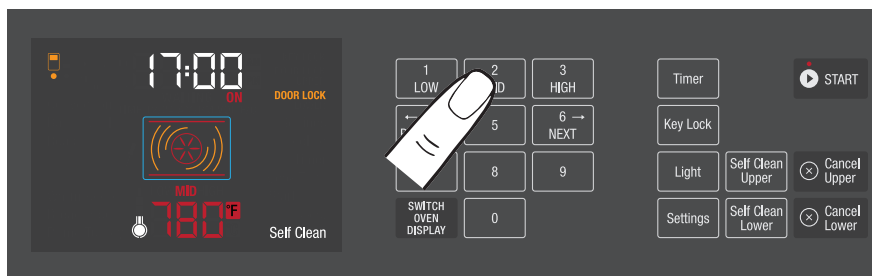 17:00
ON
DOOR LOCK
MID
780°F
Self Clean
1
LOW
2
3
HIGH
←
5
6 →
NEXT
8
9
SWITCH
OVEN
DISPLAY
0
Timer
Key Lock
Light
Settings
Self Clean
Upper
Self Clean
Lower
START
Cancel
Upper
Cancel
Lower